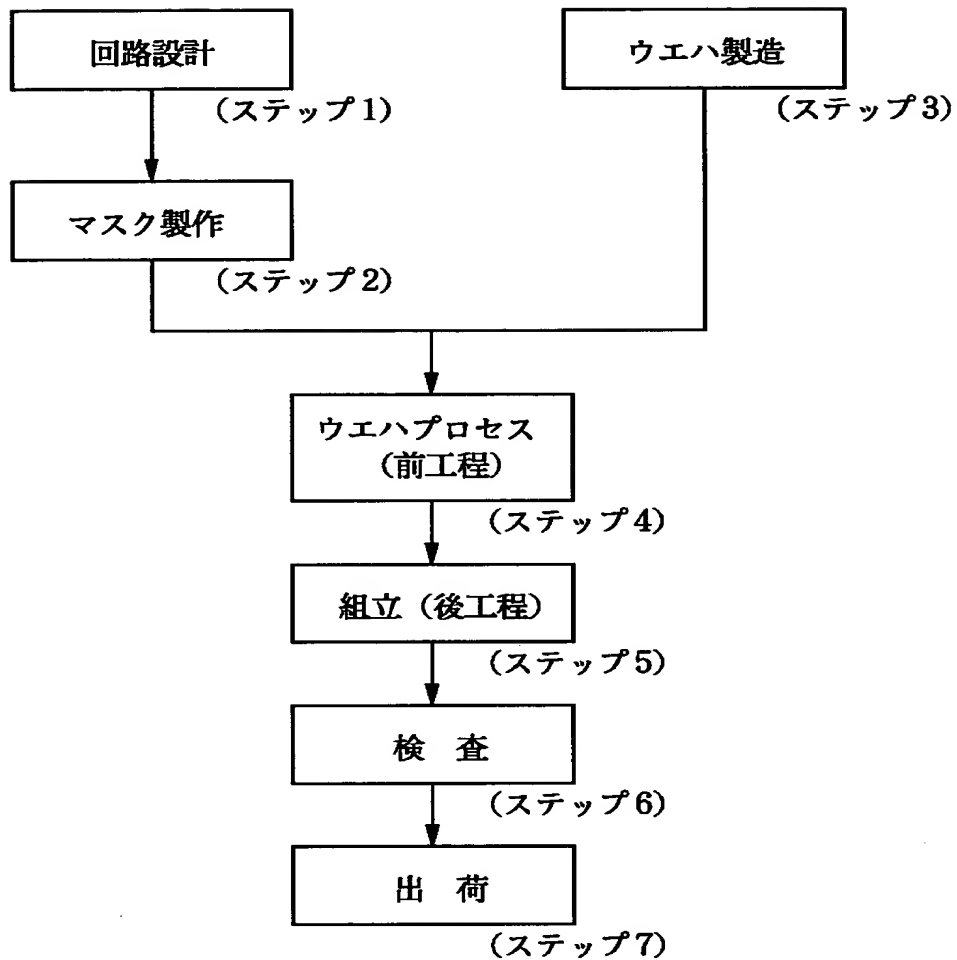 回路設計
(ステップ1)
ウエハ製造
(ステップ3)
マスク製作
(ステップ2)
ウエハプロセス
(前工程)
(ステップ4)
組立(後工程)
(ステップ5)
検 査
(ステップ6)
出 荷
(ステップ7)